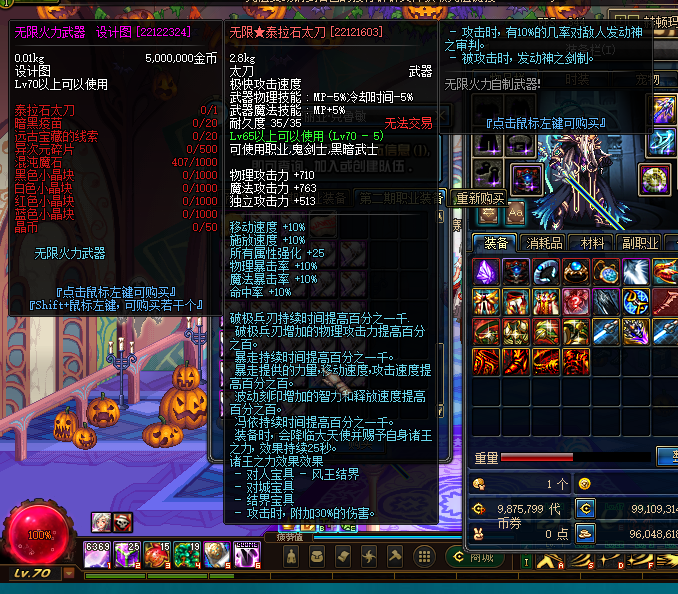 无限火力武器 设计图 [22122324]
0.01kg 5,000,000金币
设计图
Lv70以上可以使用
泰拉石太刀 0/1
暗黑疫苗 0/20
远古宝藏的线索 0/20
异次元碎片 0/500
混沌魔石 407/1000
黑色小晶块 0/1000
白色小晶块 0/1000
红色小晶块 0/1000
蓝色小晶块 0/1000
晶币 0/50
无限火力武器
『点击鼠标左键可购买』
『Shift+鼠标左键, 可购买若干个』
无限★泰拉石太刀 [22121603]
2.8kg
太刀 武器
极快攻击速度
武器物理技能 : MP-5%冷却时间-5%
武器魔法技能 : MP+5%
耐久度 35/35 无法交易
Lv65以上可以使用 (Lv70 - 5)
可使用职业:鬼剑士,黑暗武士
物理攻击力 +710
魔法攻击力 +763
独立攻击力 +513
移动速度 +10%
施放速度 +10%
所有属性强化 +25
物理暴击率 +10%
魔法暴击率 +10%
命中率 +10%
破极兵刃持续时间提高百分之一千.
破极兵刃增加的物理攻击力提高百分之百。
暴走持续时间提高百分之一千。
暴走提供的力量,移动速度,攻击速度提高百分之百。
波动刻印增加的智力和释放速度提高百分之百。
冯依持续时间提高百分之一千。
装备时，会降临大天使并赐予自身诸王之力, 效果持续25秒。
诸王之力效果效果
- 对人宝具 - 风王结界
- 对城宝具
- 结界宝具
- 攻击时, 附加30%的伤害。
- 攻击时, 有10%的几率对敌人发动神之审判。
- 被攻击时, 发动神之剑制。
无限火力自制武器!
『点击鼠标左键可购买』
重新购买
装备 消耗品 材料 副职业
重量
1 个
9,875,799 代币券
99,109,31
0 点
96,048,61
100%
Lv.70
6369 25 15 19
商城